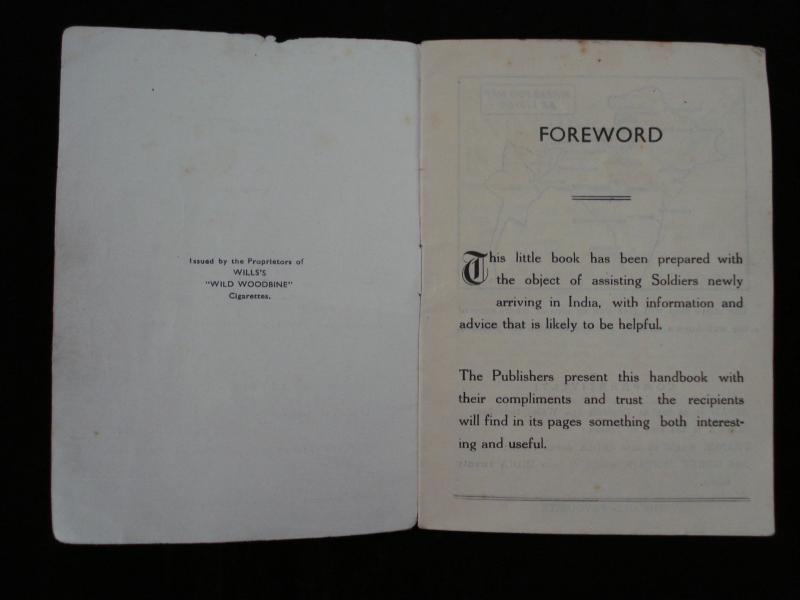 Issued by the Proprietors of
WILLS'S
"WILD WOODBINE"
Cigarettes.
FOREWORD
This little book has been prepared with
the object of assisting Soldiers newly
arriving in India, with information and
advice that is likely to be helpful.
The Publishers present this handbook with
their compliments and trust the recipients
will find in its pages something both interest-
ing and useful.